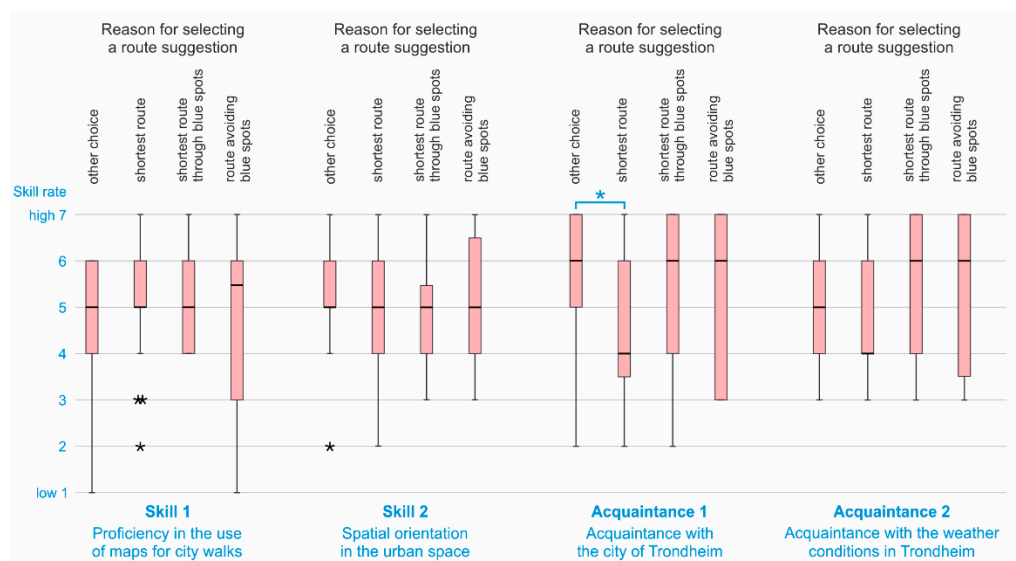 Reason for selecting
a route suggestion
Reason for selecting
a route suggestion
Reason for selecting
a route suggestion
Reason for selecting
a route suggestion
other choice
shortest route
shortest route
through blue spots
route avoiding
blue spots
other choice
shortest route
shortest route
through blue spots
route avoiding
blue spots
other choice
shortest route
shortest route
through blue spots
route avoiding
blue spots
other choice
shortest route
shortest route
through blue spots
route avoiding
blue spots
Skill rate
high 7
6
5
4
3
2
low 1
*
**
*
*
Skill 1
Proficiency in the use
of maps for city walks
Skill 2
Spatial orientation
in the urban space
Acquaintance 1
Acquaintance with
the city of Trondheim
Acquaintance 2
Acquaintance with the weather
conditions in Trondheim